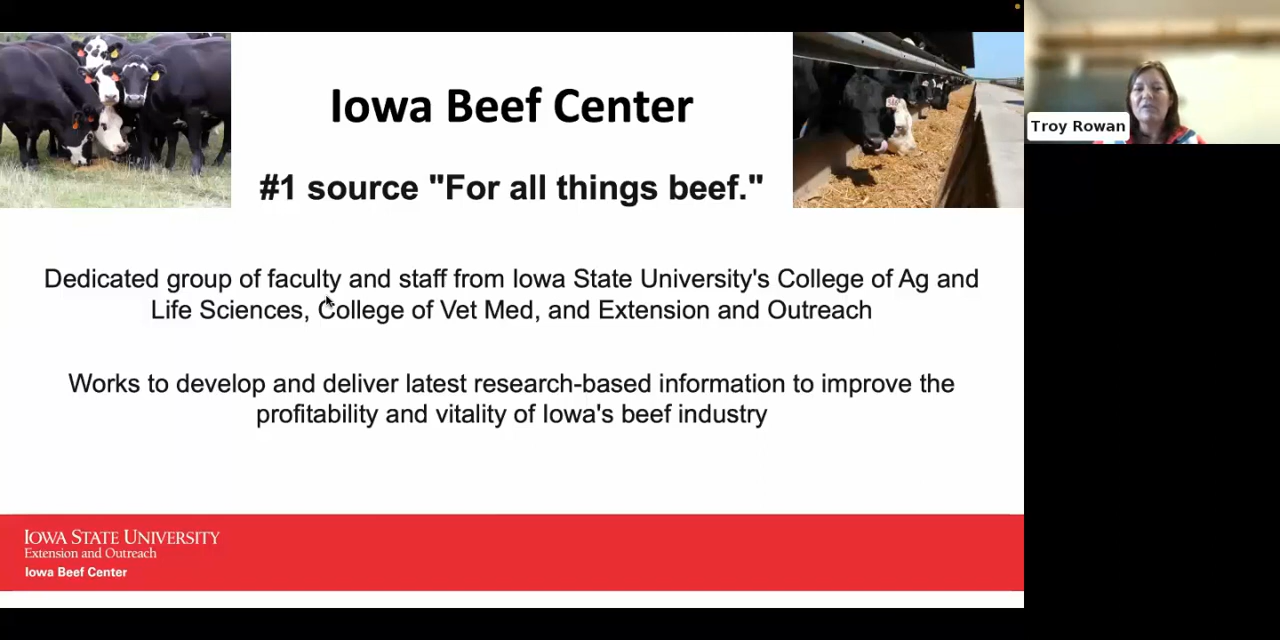 Iowa Beef Center
#1 source "For all things beef."
Troy Rowan
Dedicated group of faculty and staff from Iowa State University's College of Ag and
Life Sciences, College of Vet Med, and Extension and Outreach
Works to develop and deliver latest research-based information to improve the
profitability and vitality of Iowa's beef industry
IOWA STATE UNIVERSITY
Extension and Outreach
Iowa Beef Center